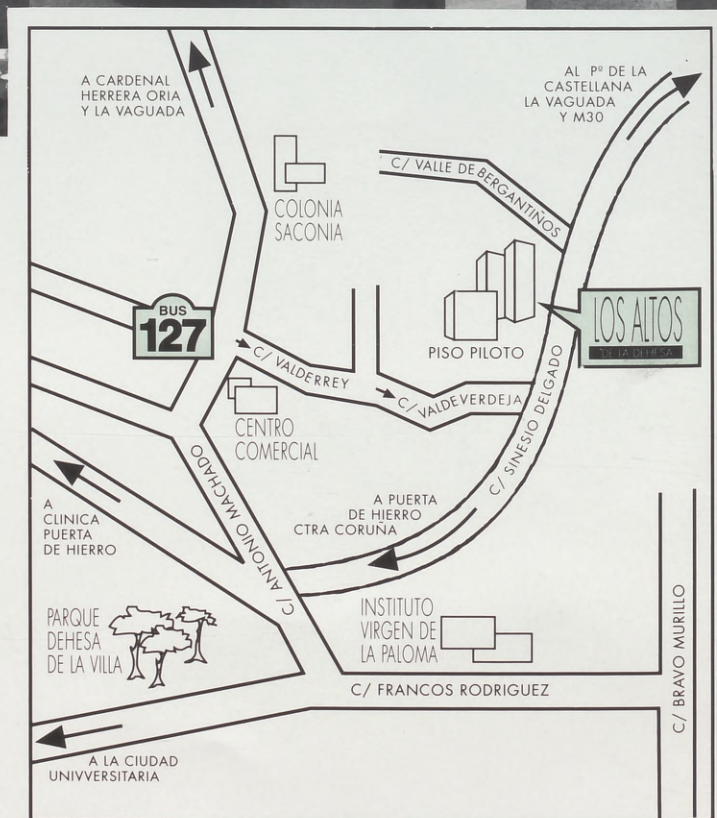 A CARDENAL
HERRERA ORIA
Y LA VAGUADA
AL Pº DE LA
CASTELLANA
LA VAGUADA
Y M30
C/ VALLE DE BERGANTIÑOS
COLONIA
SACONIA
BUS
127
LOS ALTOS
DE LA DEHESA
PISO PILOTO
C/ VALDERREY
C/ VALDEVERDEJA
C/ SINESIO DELGADO
CENTRO
COMERCIAL
C/ ANTONIO MACHADO
A
CLINICA
PUERTA
DE HIERRO
A PUERTA
DE HIERRO
CTRA CORUÑA
PARQUE
DEHESA
DE LA VILLA
INSTITUTO
VIRGEN DE
LA PALOMA
C/ FRANCOS RODRIGUEZ
C/ BRAVO MURILLO
A LA CIUDAD
UNIVVERSITARIA